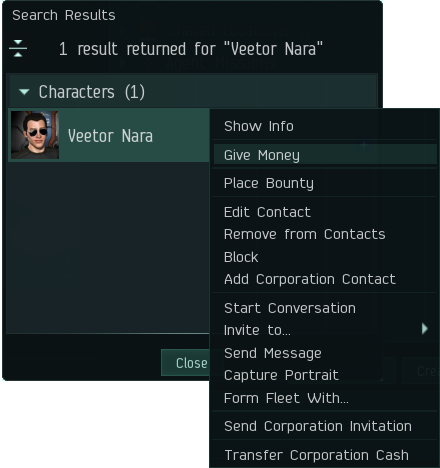 Search Results
1 result returned for "Veetor Nara"
Characters (1)
Veetor Nara
Show Info
Give Money
Place Bounty
Edit Contact
Remove from Contacts
Block
Add Corporation Contact
Start Conversation
Invite to...
Send Message
Capture Portrait
Form Fleet With...
Send Corporation Invitation
Transfer Corporation Cash
Close